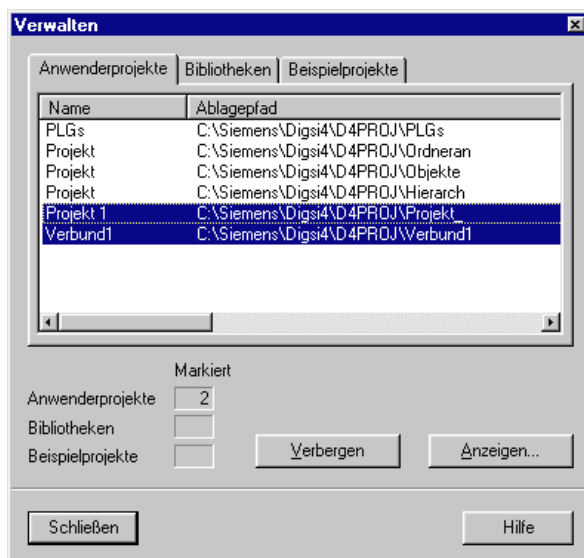 Verwalten
Anwenderprojekte Bibliotheken Beispielprojekte
Name Ablagepfad
PLGs C:\Siemens\Digsi4\D4PROJ\PLGs
Projekt C:\Siemens\Digsi4\D4PROJ\Ordneran
Projekt C:\Siemens\Digsi4\D4PROJ\Objekte
Projekt C:\Siemens\Digsi4\D4PROJ\Hierarch
Projekt 1 C:\Siemens\Digsi4\D4PROJ\Projekt_
Verbund1 C:\Siemens\Digsi4\D4PROJ\Verbund1
Markiert
Anwenderprojekte 2
Bibliotheken
Beispielprojekte
Verbergen Anzeigen...
Schließen Hilfe